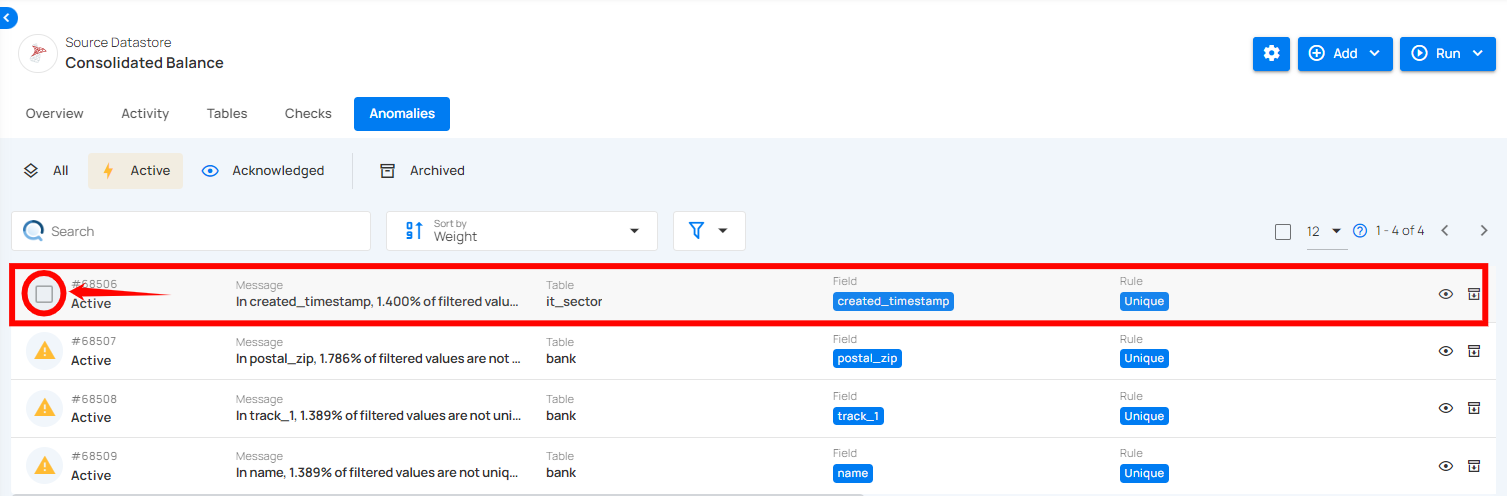 Source Datastore
Consolidated Balance
Add
Run
Overview Activity Tables Checks Anomalies
All Active Acknowledged Archived
Search
Sort by
Weight
12 1 - 4 of 4
#68506 Message Table Field Rule
Active In created_timestamp, 1.400% of filtered valu... it_sector created_timestamp Unique
#68507 Message Table Field Rule
Active In postal_zip, 1.786% of filtered values are not ... bank postal_zip Unique
#68508 Message Table Field Rule
Active In track_1, 1.389% of filtered values are not uni... bank track_1 Unique
#68509 Message Table Field Rule
Active In name, 1.389% of filtered values are not uniq... bank name Unique